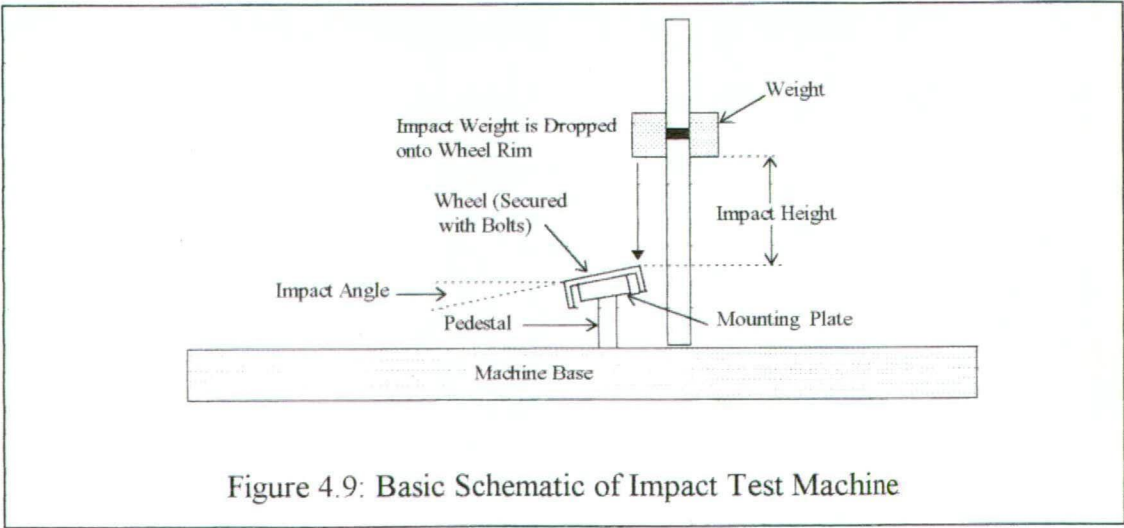 Weight
Impact Weight is Dropped
onto Wheel Rim
Wheel (Secured
with Bolts)
Impact Height
Impact Angle
Pedestal
Mounting Plate
Machine Base
Figure 4.9: Basic Schematic of Impact Test Machine